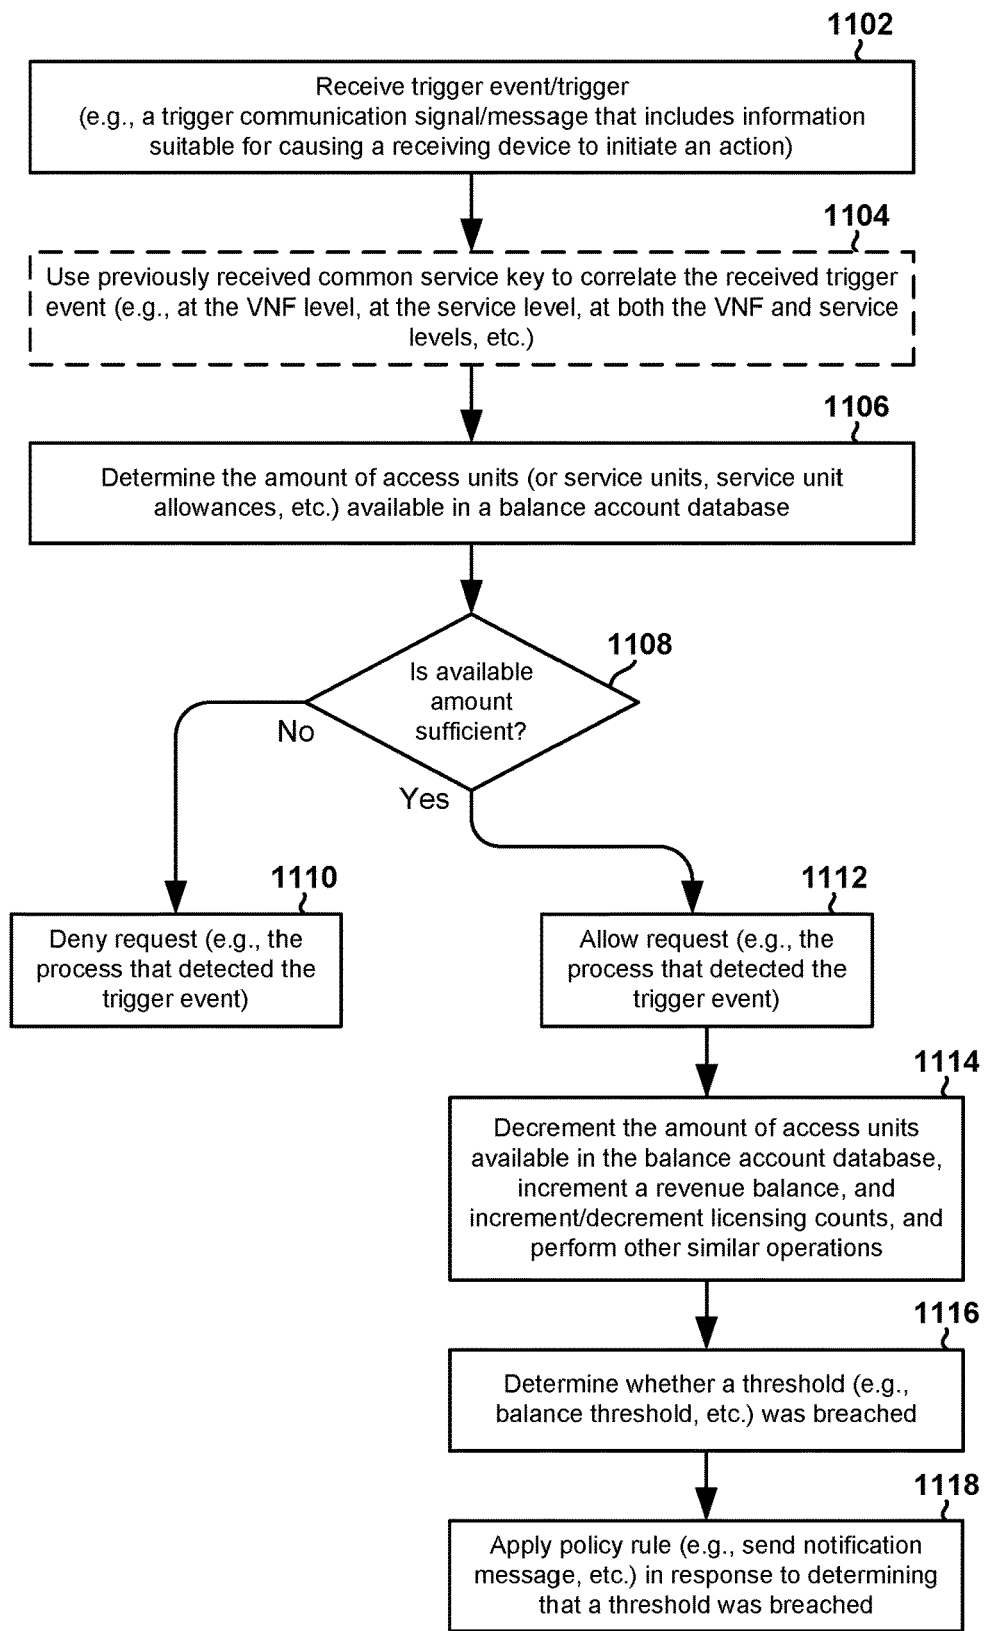 1102
Receive trigger event/trigger
(e.g., a trigger communication signal/message that includes information
suitable for causing a receiving device to initiate an action)
1104
Use previously received common service key to correlate the received trigger
event (e.g., at the VNF level, at the service level, at both the VNF and service
levels, etc.)
1106
Determine the amount of access units (or service units, service unit
allowances, etc.) available in a balance account database
1108
Is available
amount
sufficient?
No
Yes
1110
Deny request (e.g., the
process that detected the
trigger event)
1112
Allow request (e.g., the
process that detected the
trigger event)
1114
Decrement the amount of access units
available in the balance account database,
increment a revenue balance, and
increment/decrement licensing counts, and
perform other similar operations
1116
Determine whether a threshold (e.g.,
balance threshold, etc.) was breached
1118
Apply policy rule (e.g., send notification
message, etc.) in response to determining
that a threshold was breached